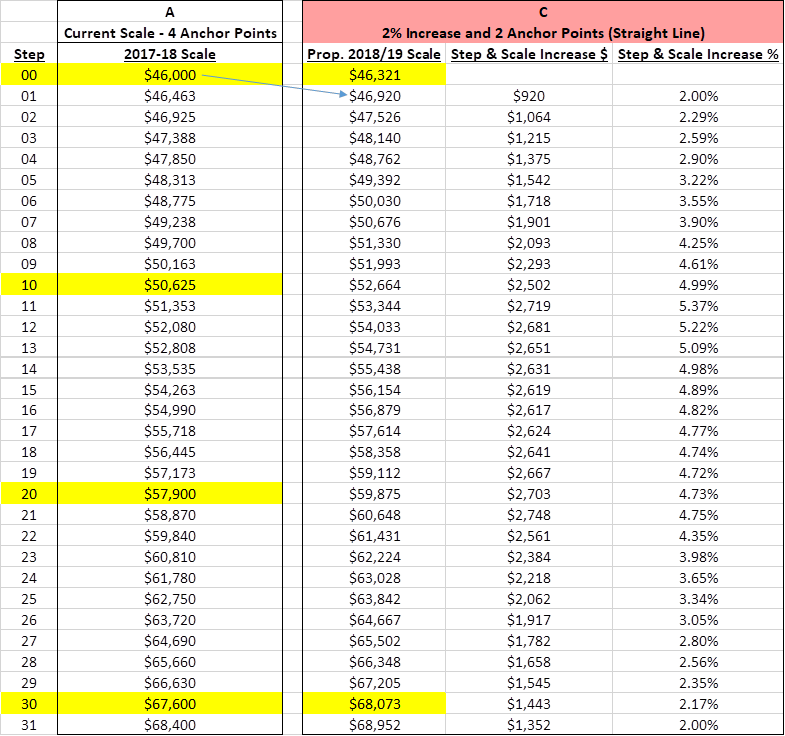 A C
Current Scale - 4 Anchor Points 2% Increase and 2 Anchor Points (Straight Line)
Step 2017-18 Scale Prop. 2018/19 Scale Step & Scale Increase $ Step & Scale Increase %
00 $46,000 $46,321
01 $46,463 $46,920 $920 2.00%
02 $46,925 $47,526 $1,064 2.29%
03 $47,388 $48,140 $1,215 2.59%
04 $47,850 $48,762 $1,375 2.90%
05 $48,313 $49,392 $1,542 3.22%
06 $48,775 $50,030 $1,718 3.55%
07 $49,238 $50,676 $1,901 3.90%
08 $49,700 $51,330 $2,093 4.25%
09 $50,163 $51,993 $2,293 4.61%
10 $50,625 $52,664 $2,502 4.99%
11 $51,353 $53,344 $2,719 5.37%
12 $52,080 $54,033 $2,681 5.22%
13 $52,808 $54,731 $2,651 5.09%
14 $53,535 $55,438 $2,631 4.98%
15 $54,263 $56,154 $2,619 4.89%
16 $54,990 $56,879 $2,617 4.82%
17 $55,718 $57,614 $2,624 4.77%
18 $56,445 $58,358 $2,641 4.74%
19 $57,173 $59,112 $2,667 4.72%
20 $57,900 $59,875 $2,703 4.73%
21 $58,870 $60,648 $2,748 4.75%
22 $59,840 $61,431 $2,561 4.35%
23 $60,810 $62,224 $2,384 3.98%
24 $61,780 $63,028 $2,218 3.65%
25 $62,750 $63,842 $2,062 3.34%
26 $63,720 $64,667 $1,917 3.05%
27 $64,690 $65,502 $1,782 2.80%
28 $65,660 $66,348 $1,658 2.56%
29 $66,630 $67,205 $1,545 2.35%
30 $67,600 $68,073 $1,443 2.17%
31 $68,400 $68,952 $1,352 2.00%